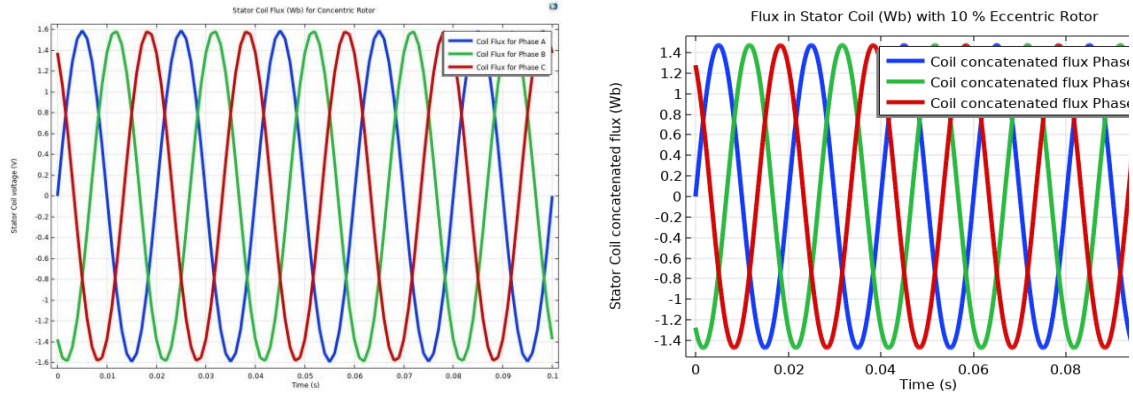 Stator Coil Flux (Wb) for Concentric Rotor
Coil Flux for Phase A
Coil Flux for Phase B
Coil Flux for Phase C
Stator Coil voltage (V)
1.6
1.4
1.2
1
0.8
0.6
0.4
0.2
0
-0.2
-0.4
-0.6
-0.8
-1
-1.2
-1.4
-1.6
0 0.01 0.02 0.03 0.04 0.05 0.06 0.07 0.08 0.09 0.1
Time (s)
Flux in Stator Coil (Wb) with 10 % Eccentric Rotor
Coil concatenated flux Phase
Coil concatenated flux Phase
Coil concatenated flux Phase
Stator Coil concatenated flux (Wb)
1.4
1.2
1
0.8
0.6
0.4
0.2
0
-0.2
-0.4
-0.6
-0.8
-1
-1.2
-1.4
0 0.02 0.04 0.06 0.08
Time (s)